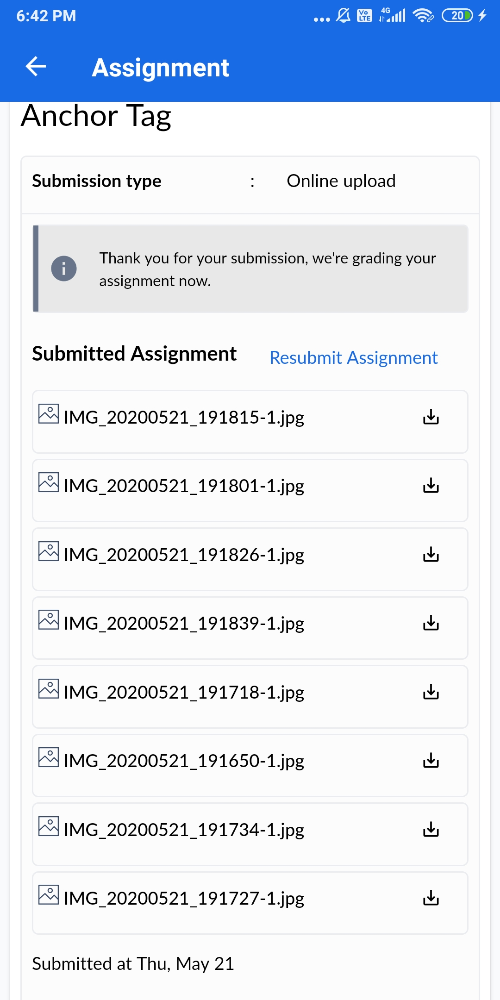 6:42 PM
Vo LTE 4G 20
Assignment
Anchor Tag
Submission type : Online upload
Thank you for your submission, we're grading your
assignment now.
Submitted Assignment Resubmit Assignment
IMG_20200521_191815-1.jpg
IMG_20200521_191801-1.jpg
IMG_20200521_191826-1.jpg
IMG_20200521_191839-1.jpg
IMG_20200521_191718-1.jpg
IMG_20200521_191650-1.jpg
IMG_20200521_191734-1.jpg
IMG_20200521_191727-1.jpg
Submitted at Thu, May 21